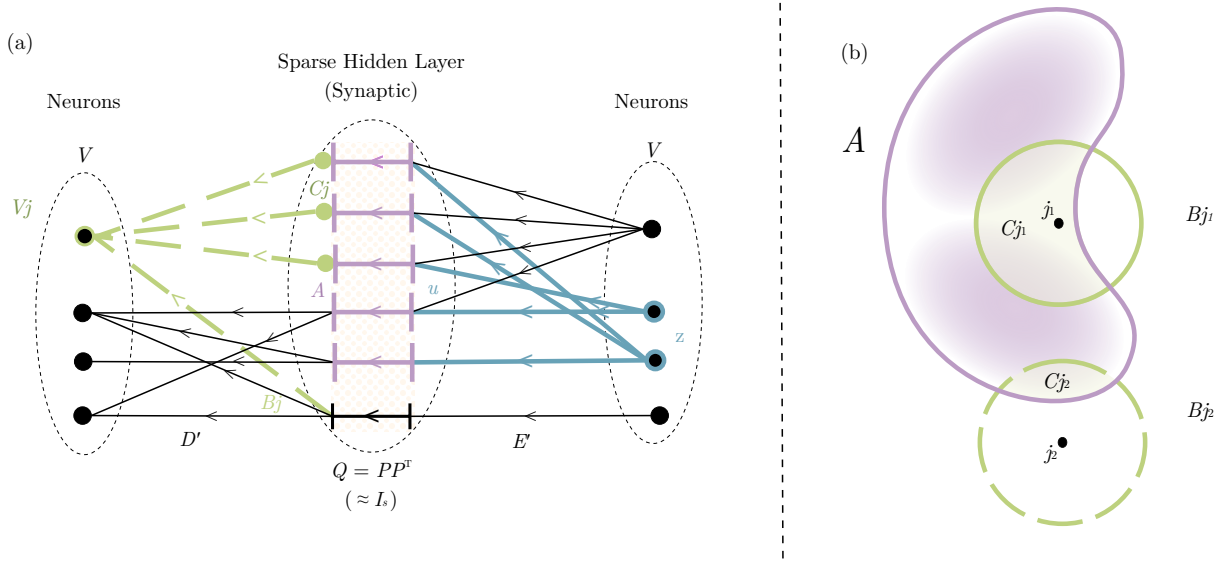 (a)
Sparse Hidden Layer
(Synaptic)
Neurons
Neurons
V
V
Vj
Cj
A
u
z
Bj
D′
E′
Q = PPᵀ
( ≈ Iₛ)
(b)
A
j₁
Cj₁
Bj₁
Cj₂
Bj₂
j₂